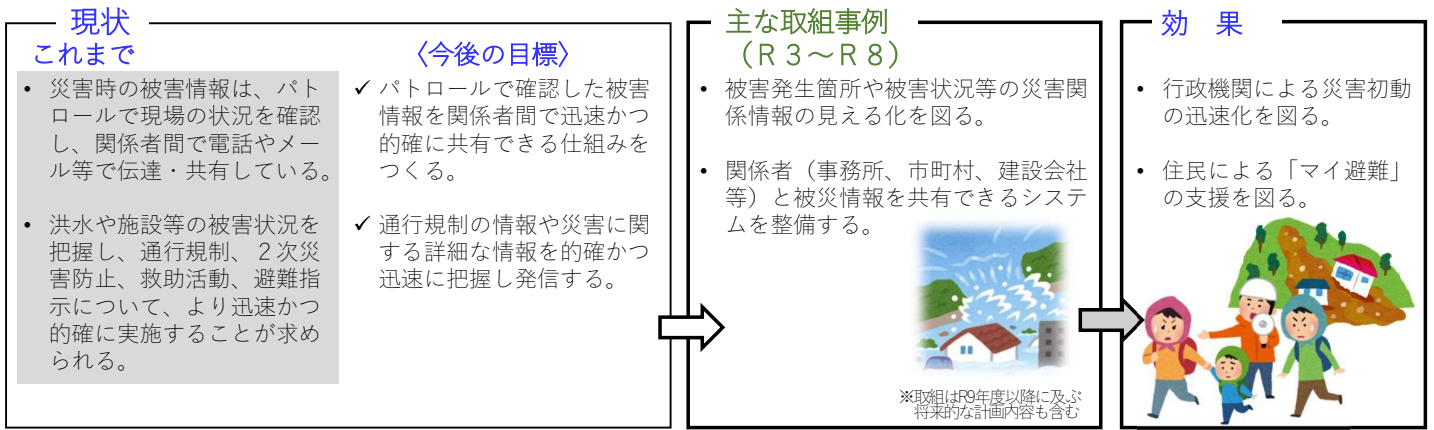 現状
これまで
• 災害時の被害情報は、パト
ロールで現場の状況を確認
し、関係者間で電話やメー
ル等で伝達・共有している。
• 洪水や施設等の被害状況を
把握し、通行規制、２次災
害防止、救助活動、避難指
示について、より迅速かつ
的確に実施することが求め
られる。
〈今後の目標〉
✓ パトロールで確認した被害
情報を関係者間で迅速かつ
的確に共有できる仕組みを
つくる。
✓ 通行規制の情報や災害に関
する詳細な情報を的確かつ
迅速に把握し発信する。
主な取組事例
（Ｒ３～Ｒ８）
• 被害発生箇所や被害状況等の災害関
係情報の見える化を図る。
• 関係者（事務所、市町村、建設会社
等）と被災情報を共有できるシステ
ムを整備する。
※取組はR9年度以降に及ぶ
将来的な計画内容も含む
効　果
• 行政機関による災害初動
の迅速化を図る。
• 住民による「マイ避難」
の支援を図る。